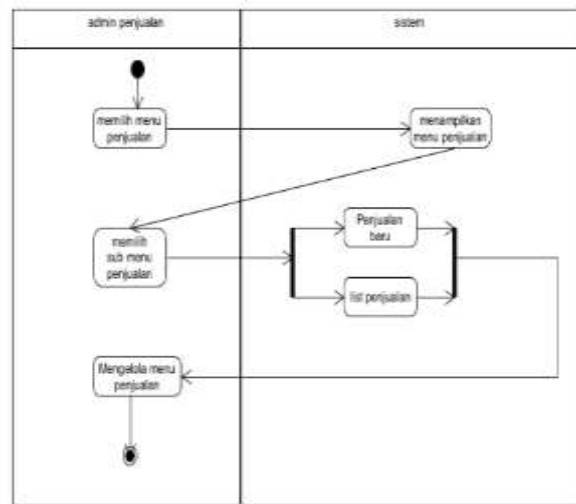 admin penjualan
sistem
memilih menu
penjualan
menampilkan
menu penjualan
memilih
sub menu
penjualan
Penjualan
baru
list penjualan
Mengelola menu
penjualan